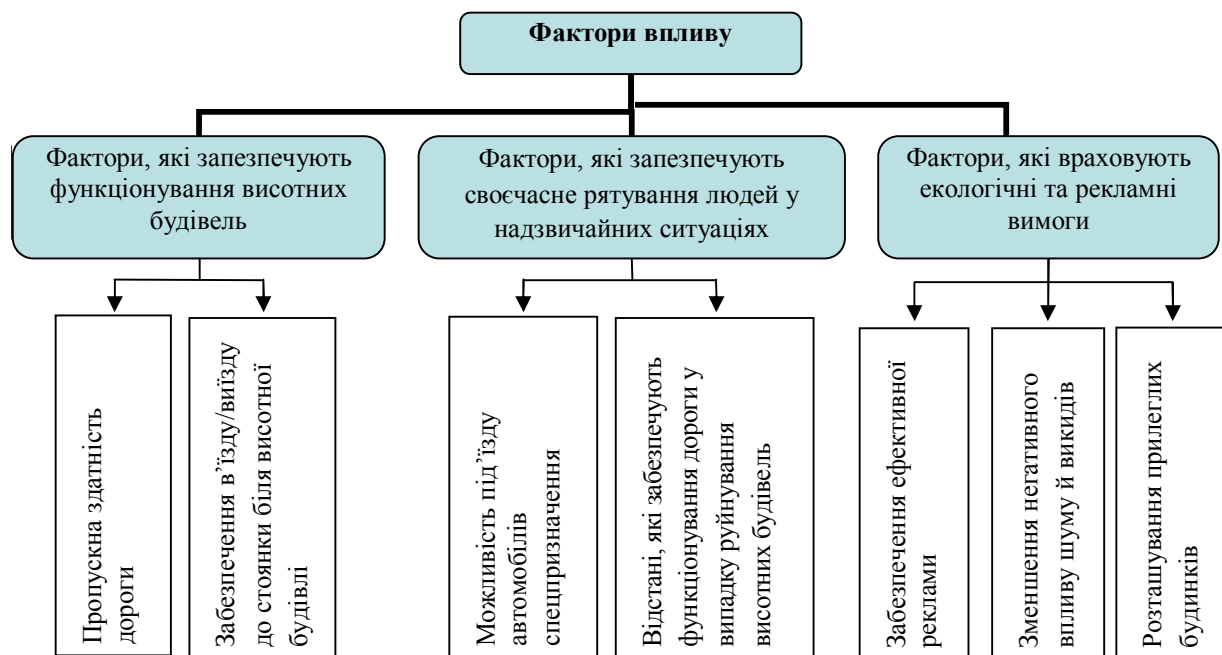 Фактори впливу
Фактори, які запезпечують
функціонування висотних
будівель
Фактори, які запезпечують
своєчасне рятування людей у
надзвичайних ситуаціях
Фактори, які враховують
екологічні та рекламні
вимоги
Пропускна здатність
дороги
Забезпечення в’їзду/виїзду
до стоянки біля висотної
будівлі
Можливість під’їзду
автомобілів
спецпризначення
Відстані, які забезпечують
функціонування дороги у
випадку руйнування
висотних будівель
Забезпечення ефективної
реклами
Зменшення негативного
впливу шуму й викидів
Розташування прилеглих
будинків